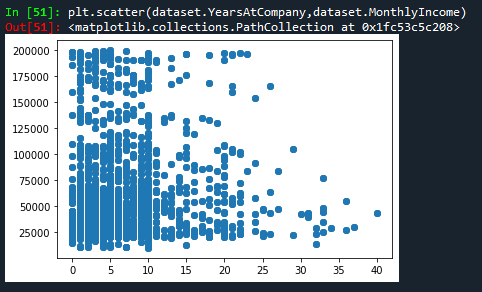 In [51]: plt.scatter(dataset.YearsAtCompany,dataset.MonthlyIncome)
Out[51]: <matplotlib.collections.PathCollection at 0x1fc53c5c208>
200000
175000
150000
125000
100000
75000
50000
25000
0 5 10 15 20 25 30 35 40